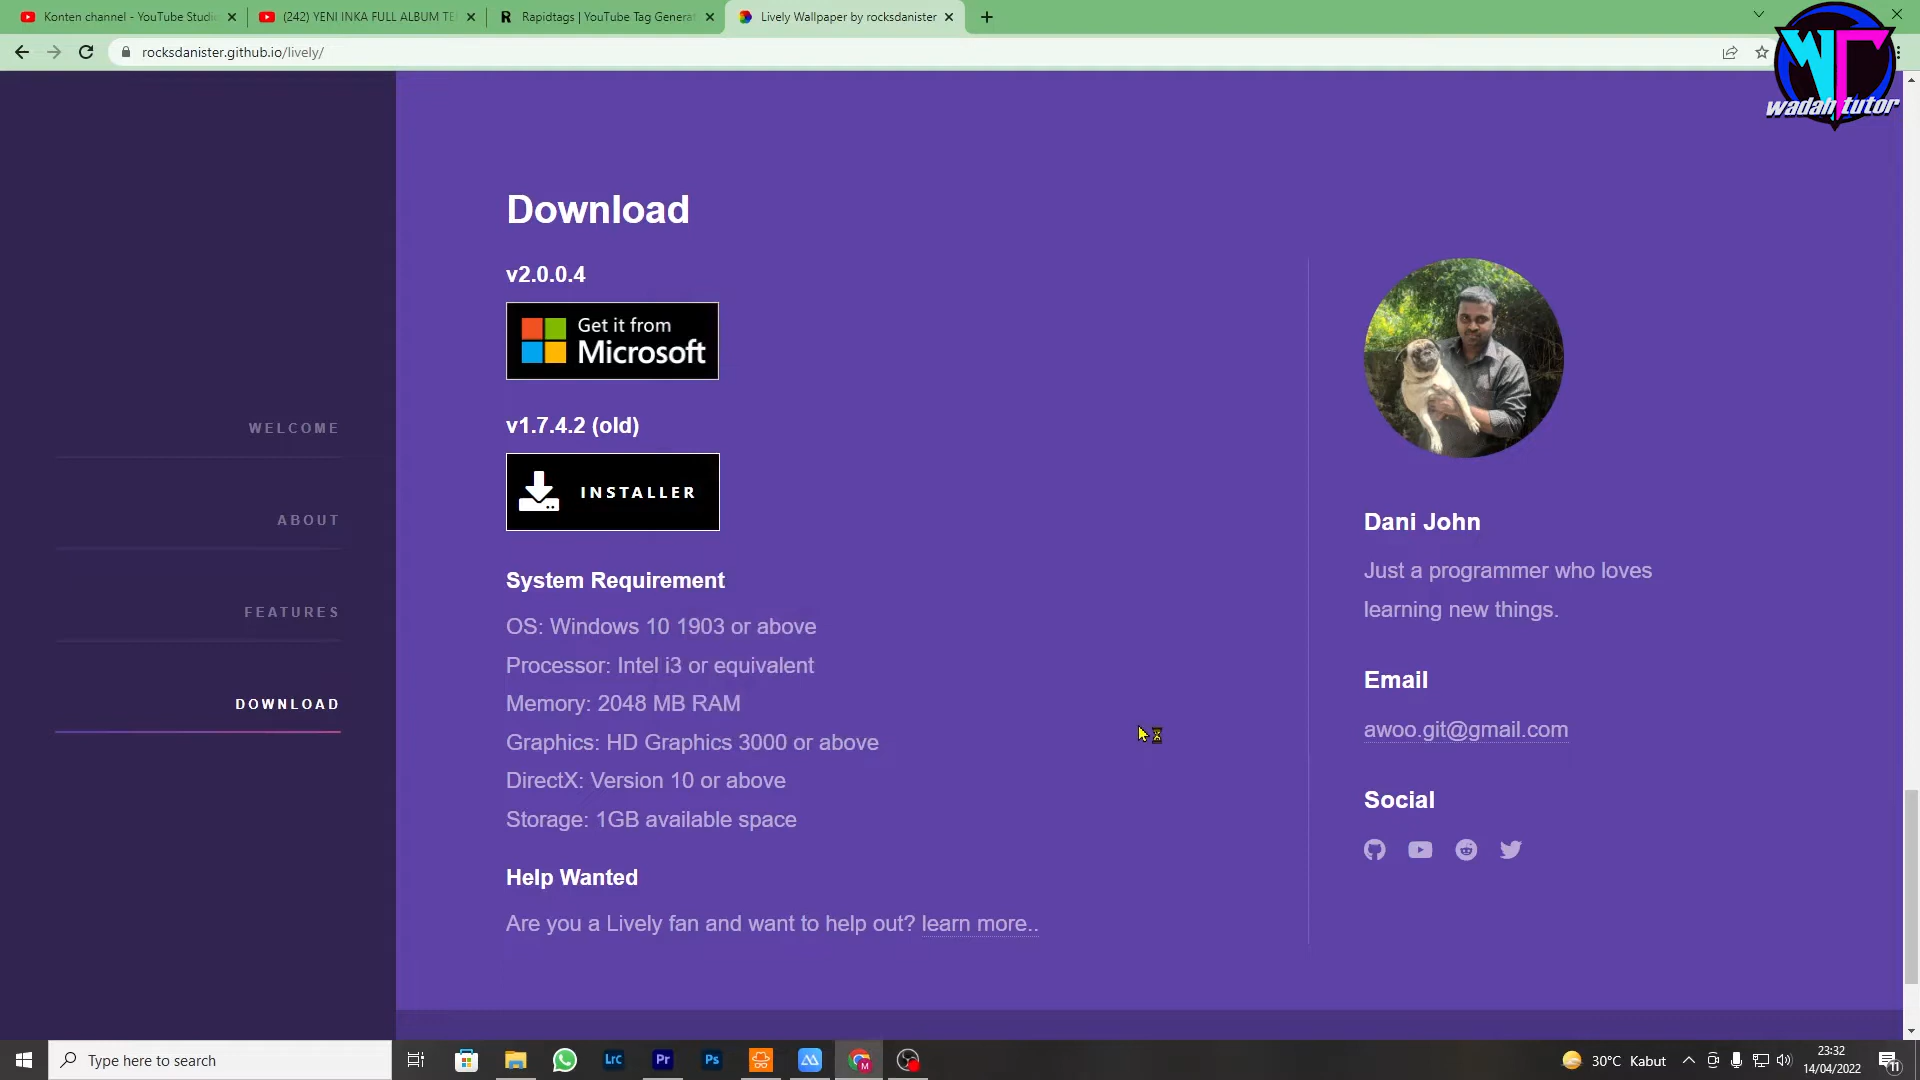 Konten channel - YouTube Studi
(242) YENI INKA FULL ALBUM TE
Rapidtags | YouTube Tag Generat
Lively Wallpaper by rocksdanister
rocksdanister.github.io/lively/
wadah tutor
Download
v2.0.0.4
Get it from
Microsoft
v1.7.4.2 (old)
INSTALLER
System Requirement
OS: Windows 10 1903 or above
Processor: Intel i3 or equivalent
Memory: 2048 MB RAM
Graphics: HD Graphics 3000 or above
DirectX: Version 10 or above
Storage: 1GB available space
Help Wanted
Are you a Lively fan and want to help out? learn more..
WELCOME
ABOUT
FEATURES
DOWNLOAD
Dani John
Just a programmer who loves
learning new things.
Email
awoo.git@gmail.com
Social
Type here to search
Lrc
Pr
Ps
M
30°C Kabut
23:32
14/04/2022
11